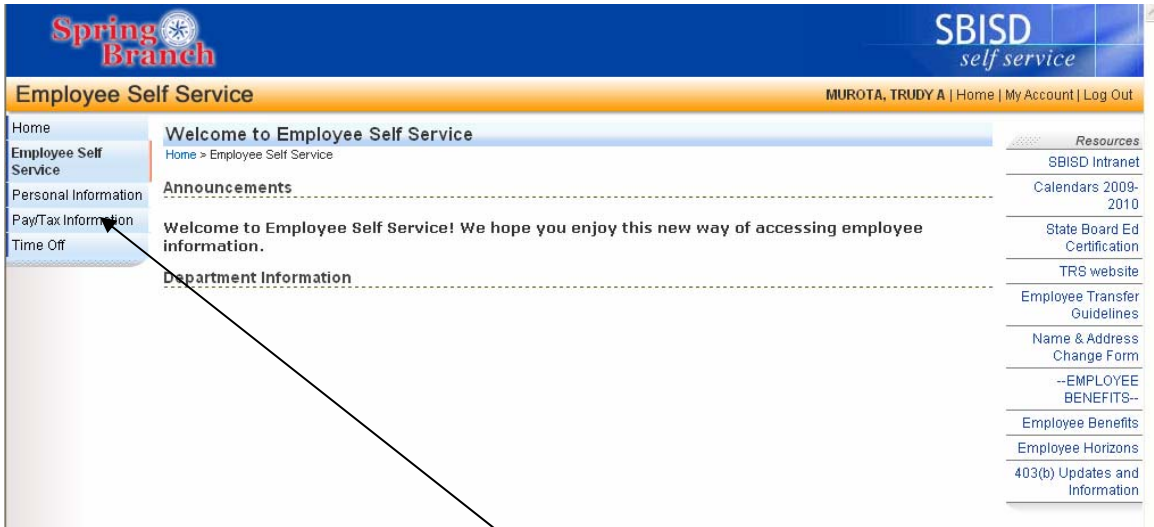 Spring
Branch
SBISD
self service
Employee Self Service
MUROTA, TRUDY A | Home | My Account | Log Out
Home
Employee Self
Service
Personal Information
Pay/Tax Information
Time Off
Welcome to Employee Self Service
Home > Employee Self Service
Announcements
Welcome to Employee Self Service! We hope you enjoy this new way of accessing employee
information.
Department Information
Resources
SBISD Intranet
Calendars 2009-
2010
State Board Ed
Certification
TRS website
Employee Transfer
Guidelines
Name & Address
Change Form
--EMPLOYEE
BENEFITS--
Employee Benefits
Employee Horizons
403(b) Updates and
Information